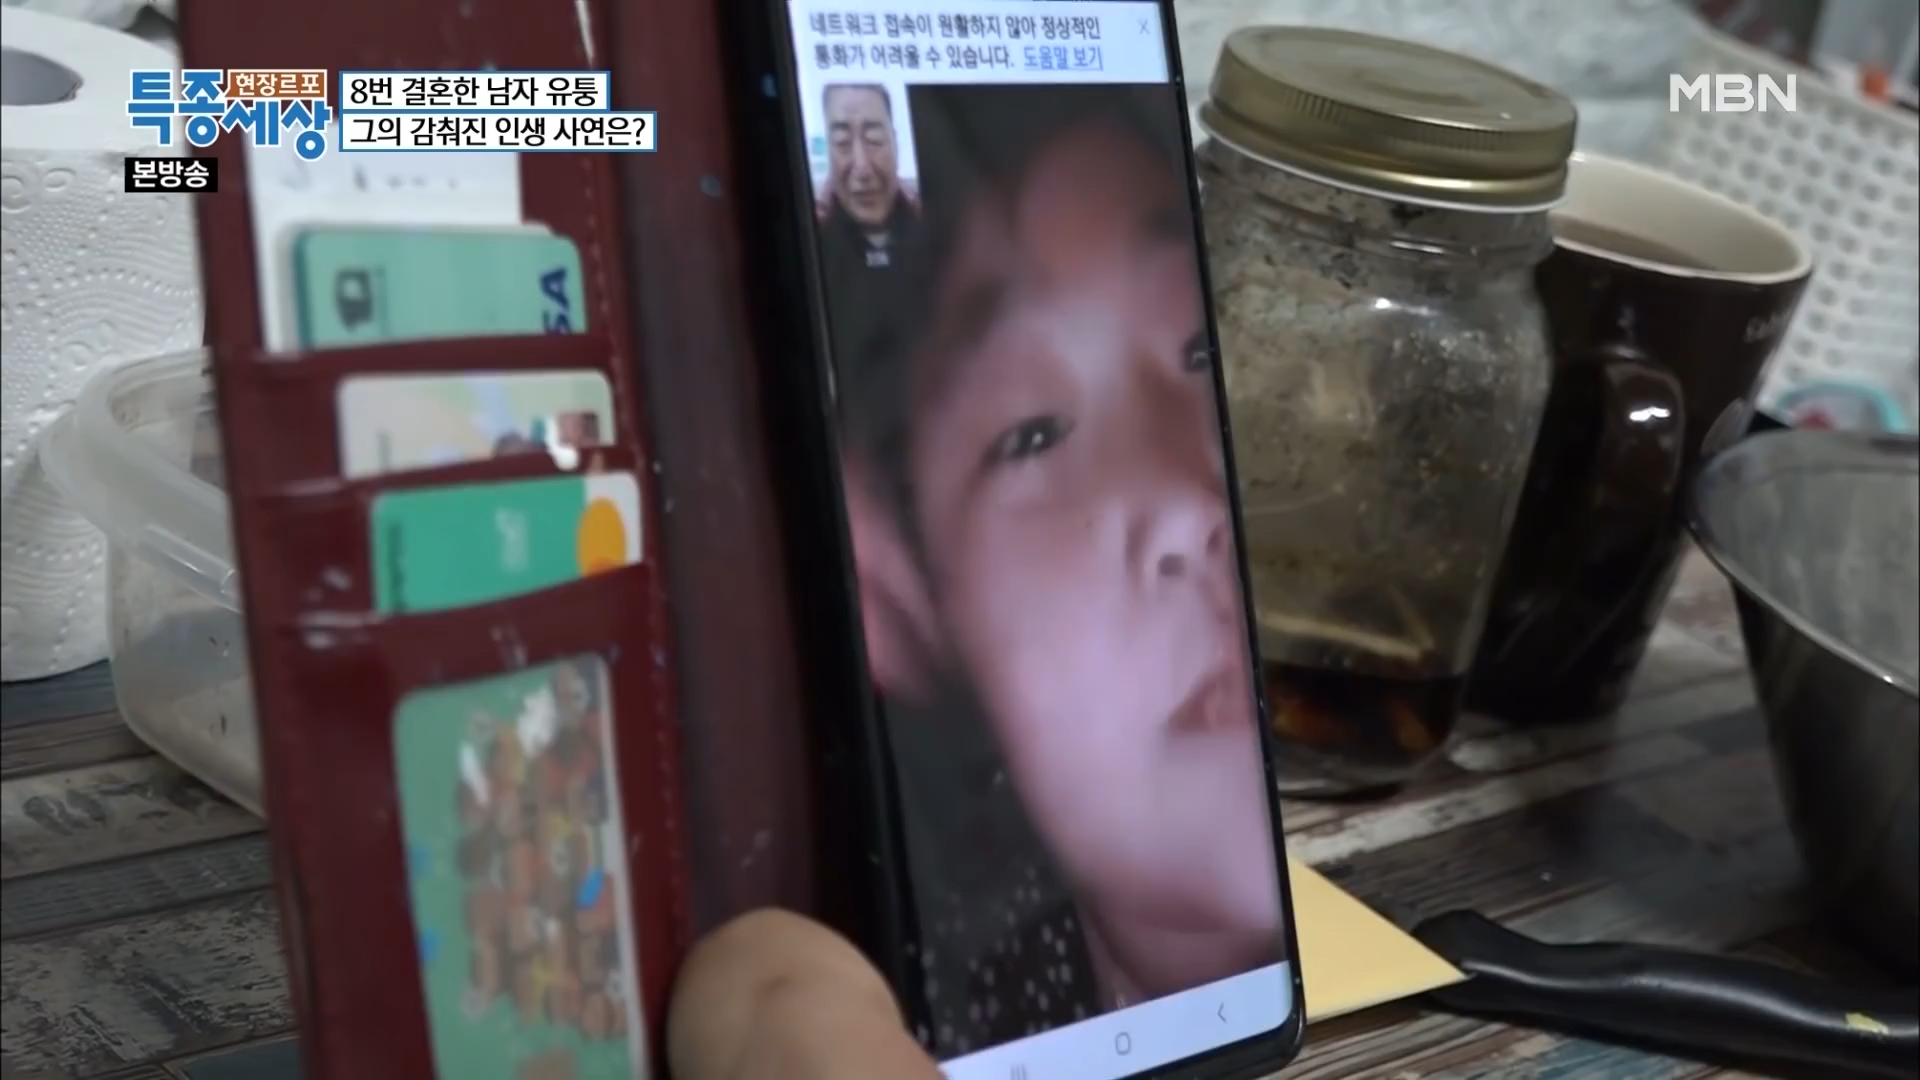 네트워크 접속이 원활하지 않아 정상적인
통화가 어려울 수 있습니다. 도움말 보기
현장르포
특종세상
8번 결혼한 남자 유퉁
그의 감춰진 인생 사연은?
본방송
MBN